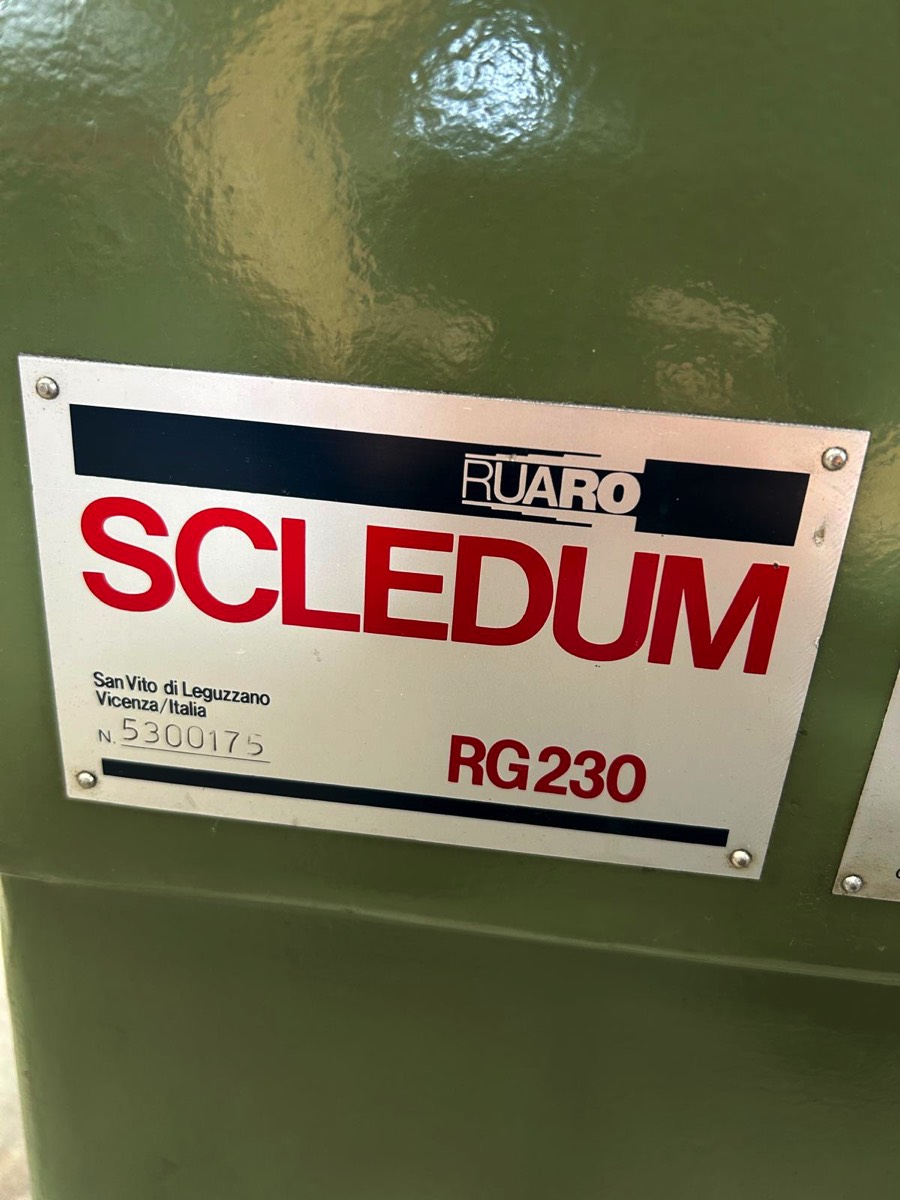 RUARO
SCLEDUM
San Vito di Leguzzano
Vicenza/Italia
N. 5300175
RG230